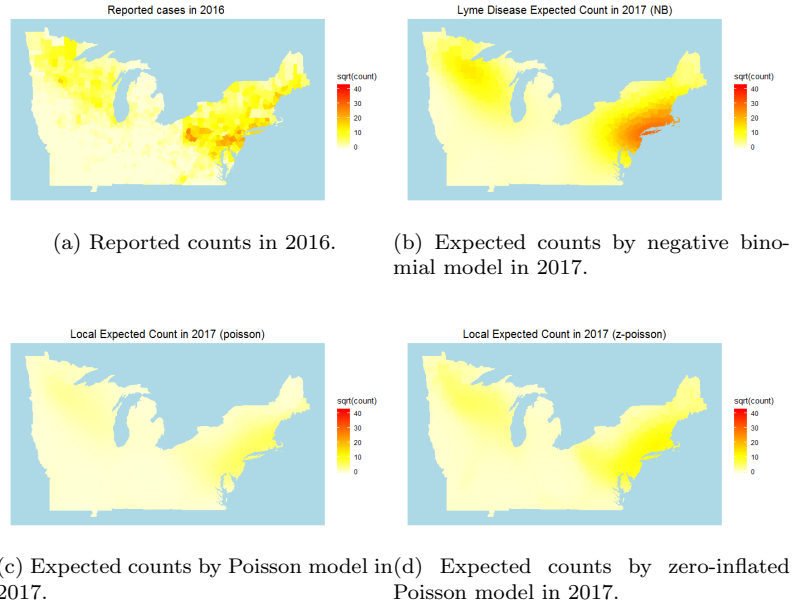 Reported cases in 2016
sqrt(count)
40
30
20
10
0
(a) Reported counts in 2016.
Lyme Disease Expected Count in 2017 (NB)
sqrt(count)
40
30
20
10
0
(b) Expected counts by negative bino-
mial model in 2017.
Local Expected Count in 2017 (poisson)
sqrt(count)
40
30
20
10
0
(c) Expected counts by Poisson model in
2017.
Local Expected Count in 2017 (z-poisson)
sqrt(count)
40
30
20
10
0
(d) Expected counts by zero-inflated
Poisson model in 2017.